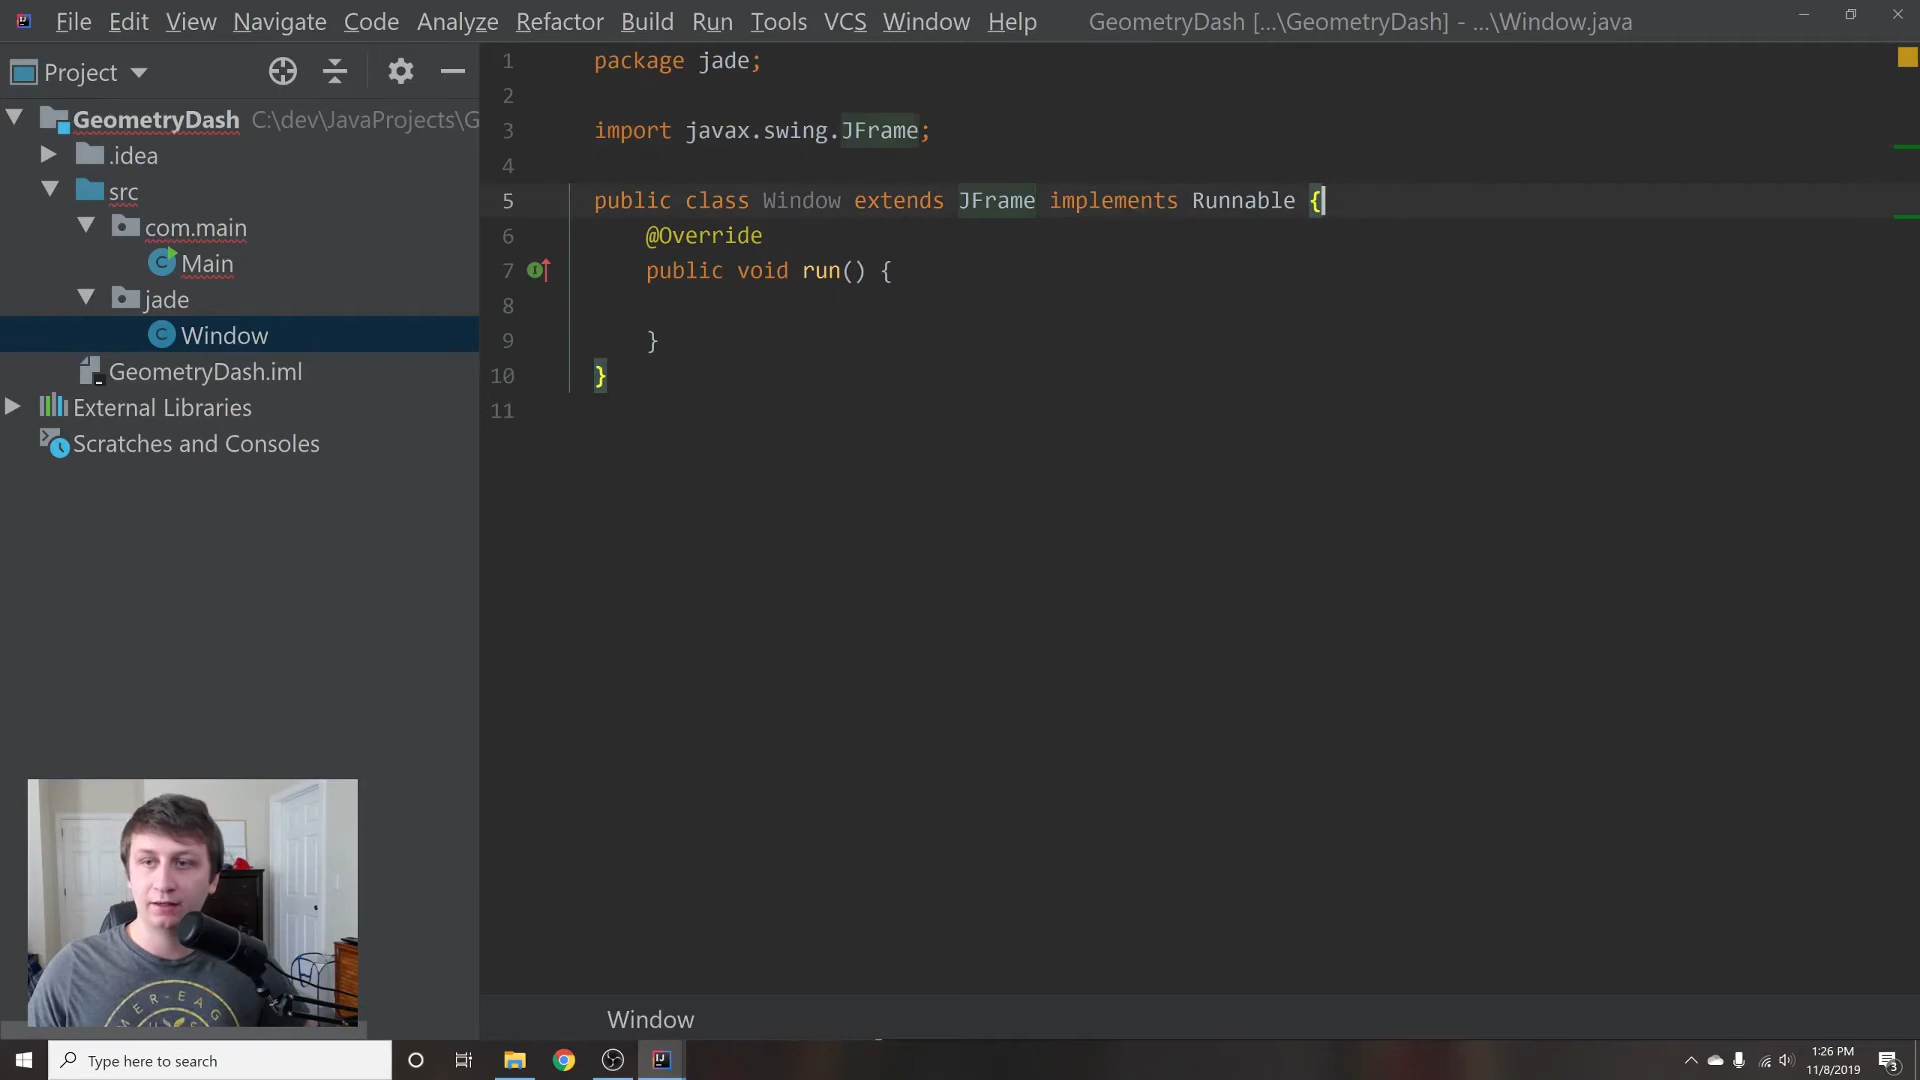 File Edit View Navigate Code Analyze Refactor Build Run Tools VCS Window Help GeometryDash [...\GeometryDash] - ...\Window.java
Project
GeometryDash C:\dev\JavaProjects\G
.idea
src
com.main
Main
jade
Window
GeometryDash.iml
External Libraries
Scratches and Consoles
1 package jade;
2
3 import javax.swing.JFrame;
4
5 public class Window extends JFrame implements Runnable {
6 @Override
7 public void run() {
8
9 }
10 }
11
Window
Type here to search
1:26 PM
11/8/2019
3